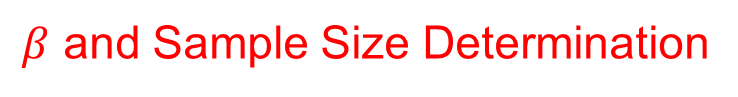 β and Sample Size Determination